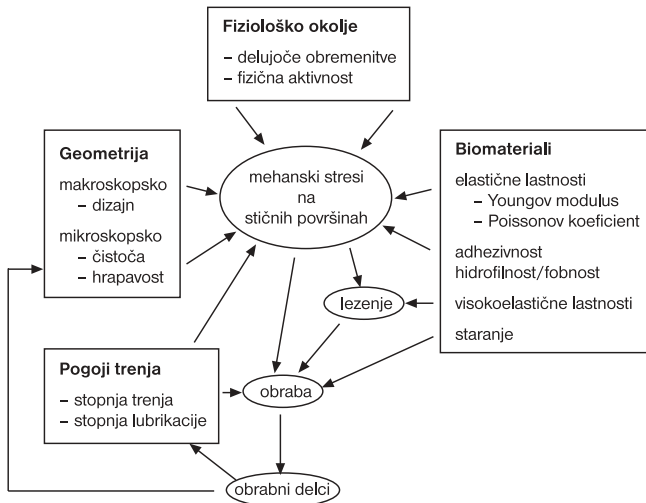 Fiziološko okolje
– delujoče obremenitve
– fizična aktivnost
Geometrija
makroskopsko
– dizajn
mikroskopsko
– čistoča
– hrapavost
mehanski stresi
na
stičnih površinah
Biomateriali
elastične lastnosti
– Youngov modulus
– Poissonov koeficient
adhezivnost
hidrofilnost/fobnost
visokoelastične lastnosti
staranje
lezenje
Pogoji trenja
– stopnja trenja
– stopnja lubrikacije
obraba
obrabni delci